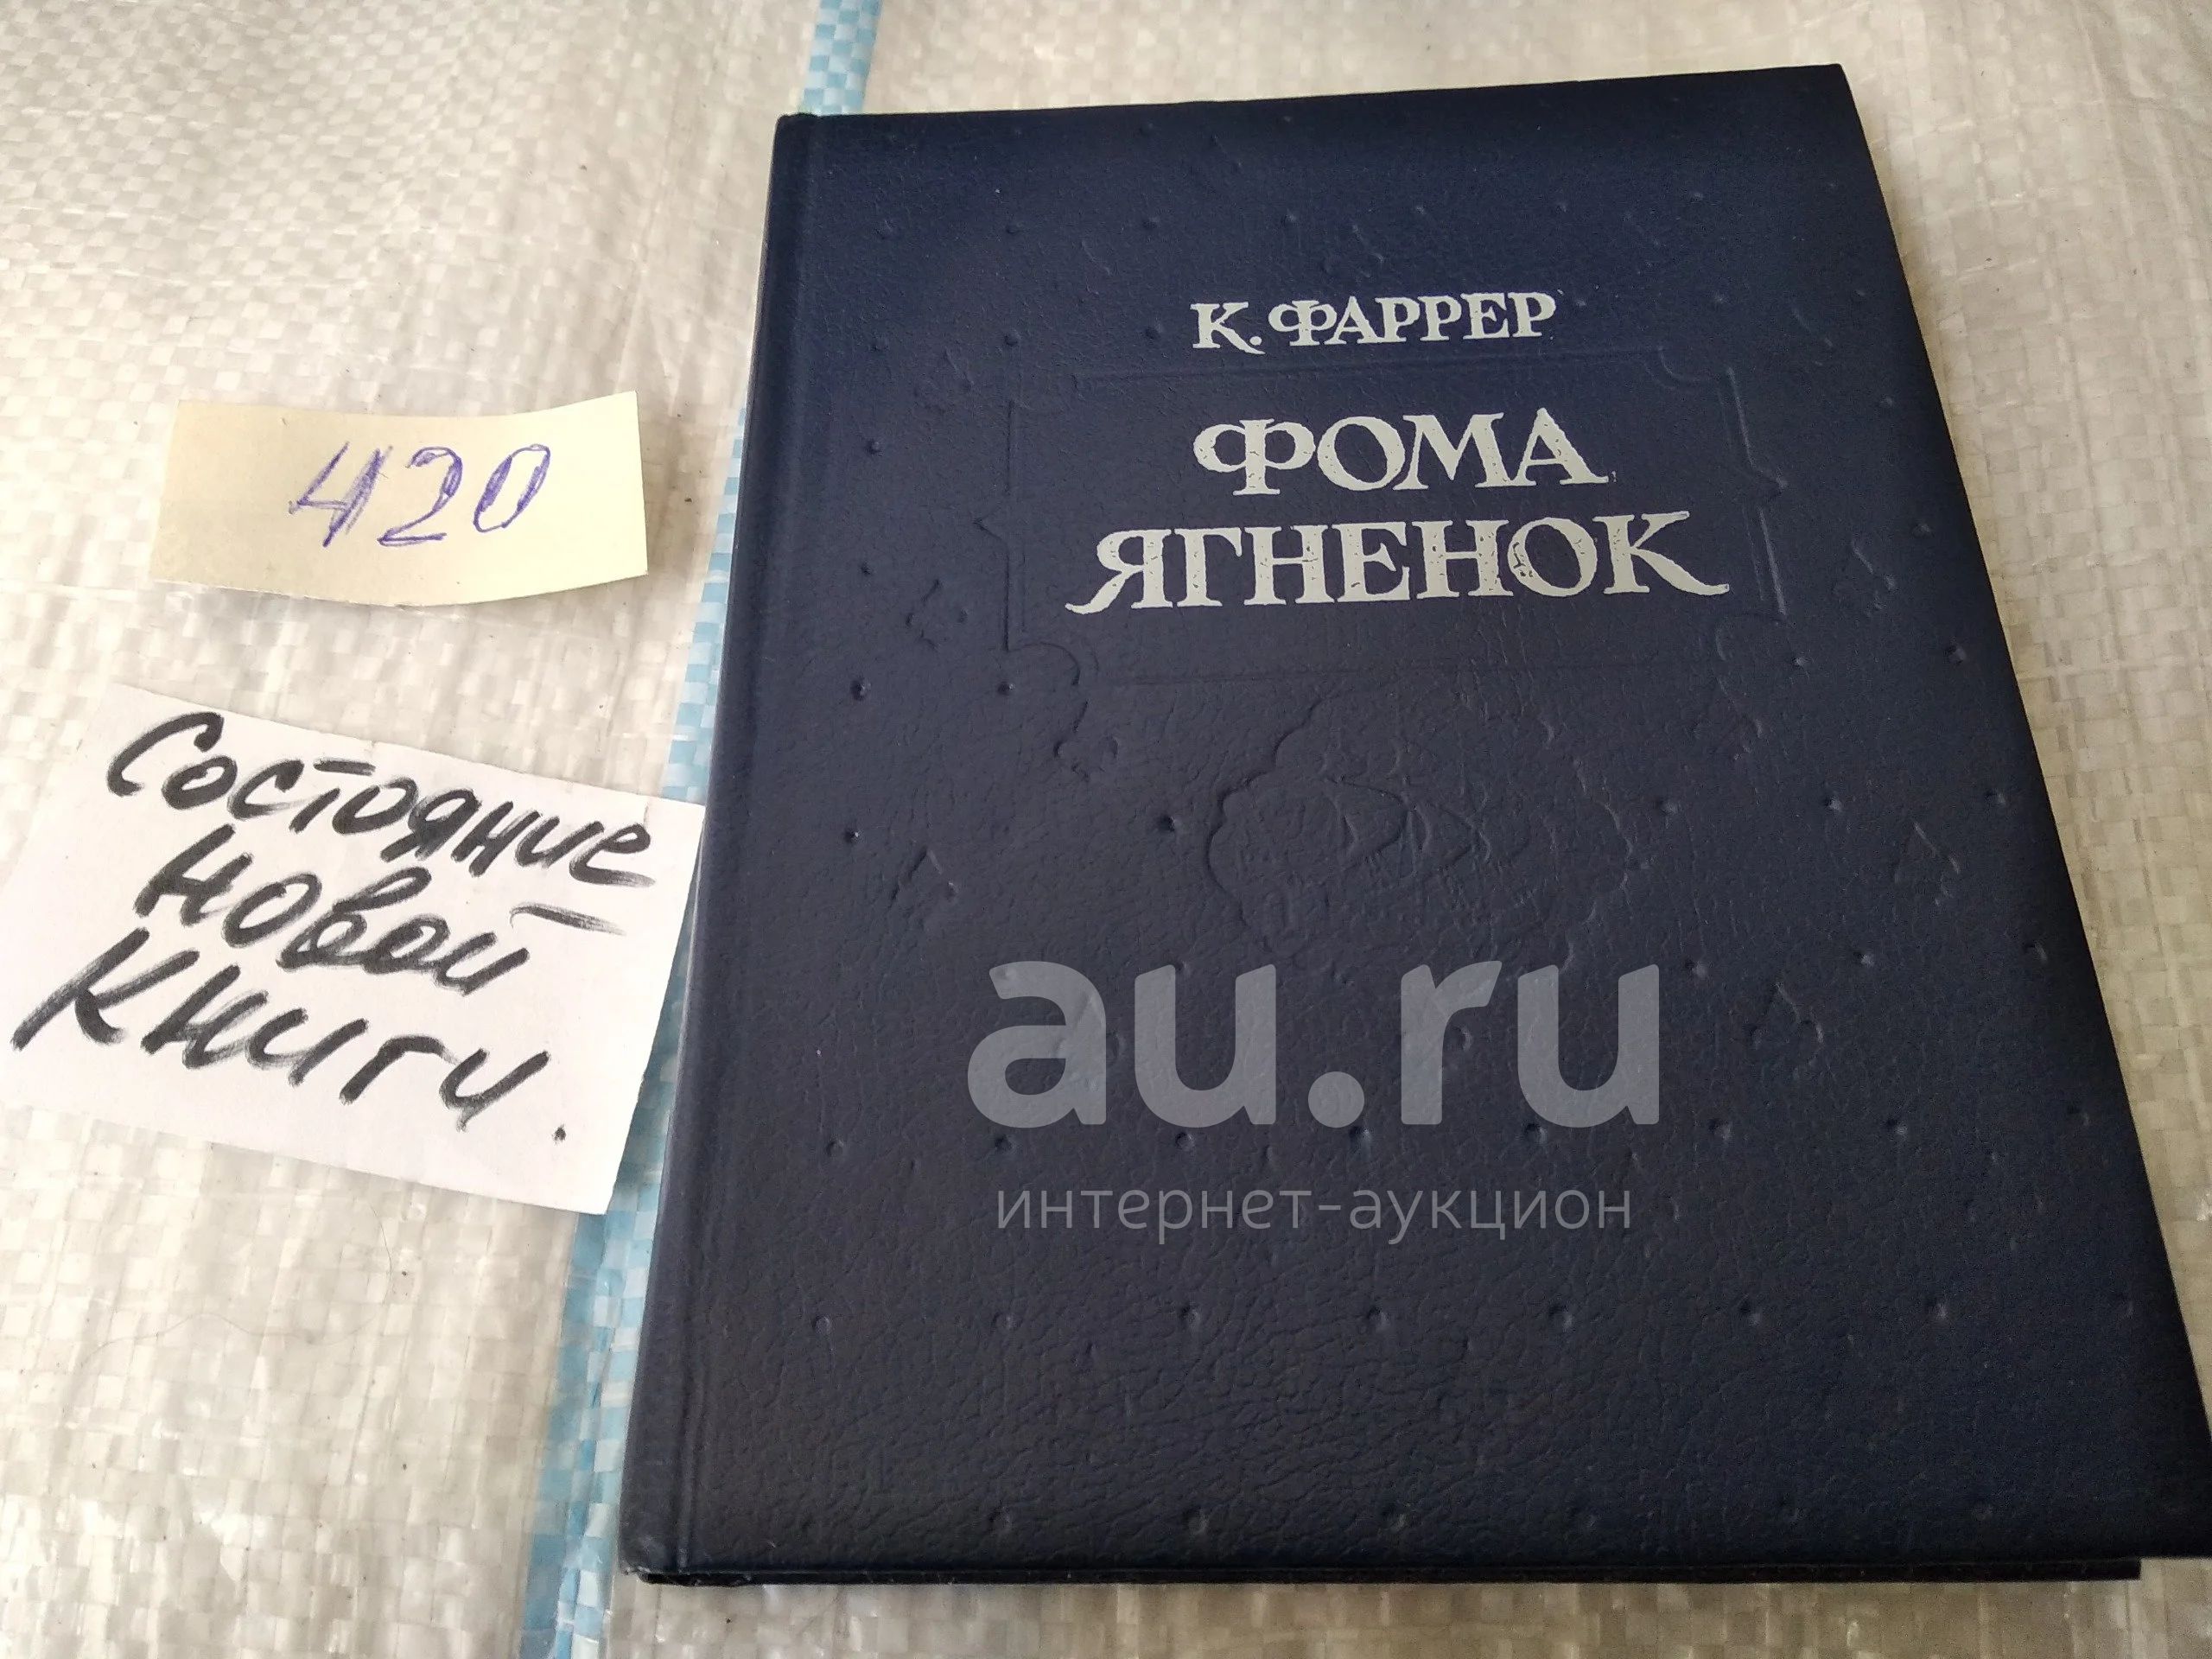 К. ФАРРЕР
ФОМА
ЯГНЕНОК
420
Состояние
новой
Книги.
au.ru
интернет-аукцион